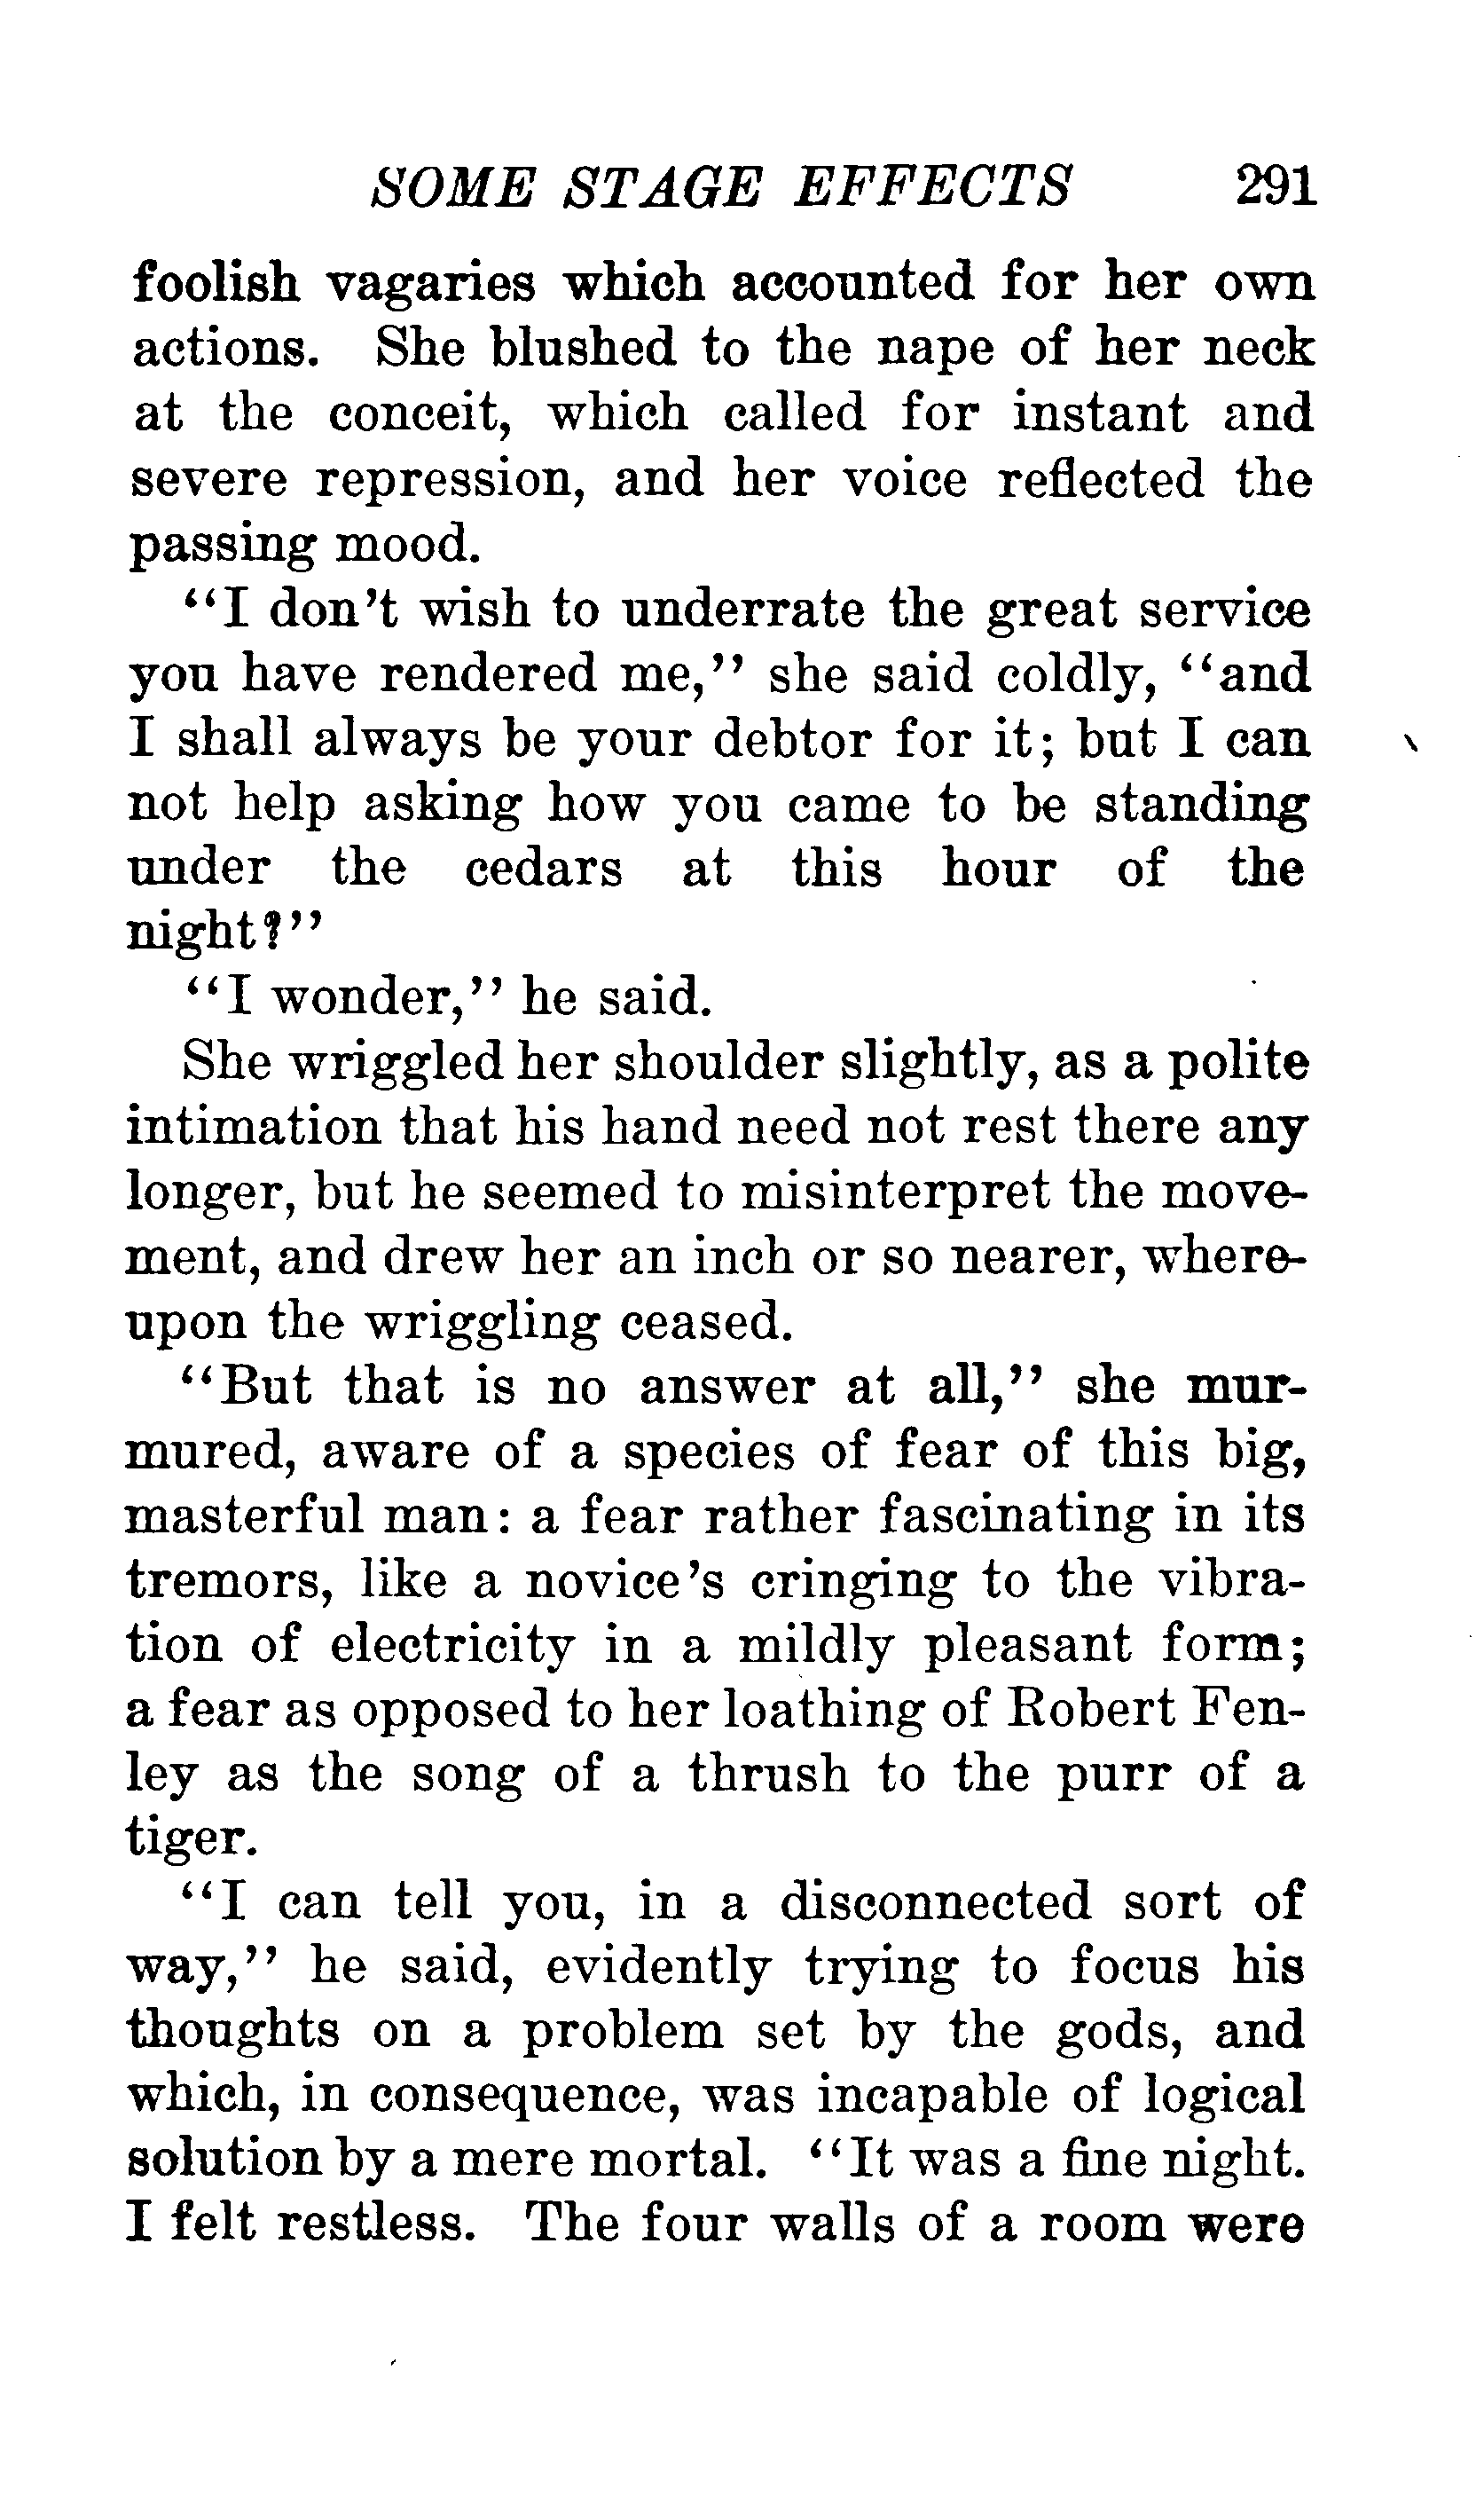 SOME STAGE EFFECTS 291
foolish vagaries which accounted for her own
actions. She blushed to the nape of her neck
at the conceit, which called for instant and
severe repression, and her voice reflected the
passing mood.
"I don't wish to underrate the great service
you have rendered me," she said coldly, "and
I shall always be your debtor for it; but I can
not help asking how you came to be standing
under the cedars at this hour of the
night?"
"I wonder," he said.
She wriggled her shoulder slightly, as a polite
intimation that his hand need not rest there any
longer, but he seemed to misinterpret the move-
ment, and drew her an inch or so nearer, where-
upon the wriggling ceased.
"But that is no answer at all," she mur-
mured, aware of a species of fear of this big,
masterful man: a fear rather fascinating in its
tremors, like a novice's cringing to the vibra-
tion of electricity in a mildly pleasant form;
a fear as opposed to her loathing of Robert Fen-
ley as the song of a thrush to the purr of a
tiger.
"I can tell you, in a disconnected sort of
way," he said, evidently trying to focus his
thoughts on a problem set by the gods, and
which, in consequence, was incapable of logical
solution by a mere mortal. "It was a fine night.
I felt restless. The four walls of a room were